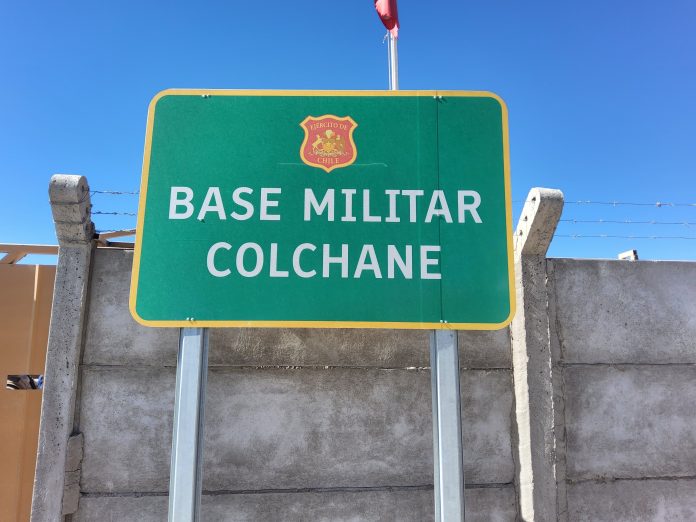 EJERCITO DE
CHILE
BASE MILITAR
COLCHANE